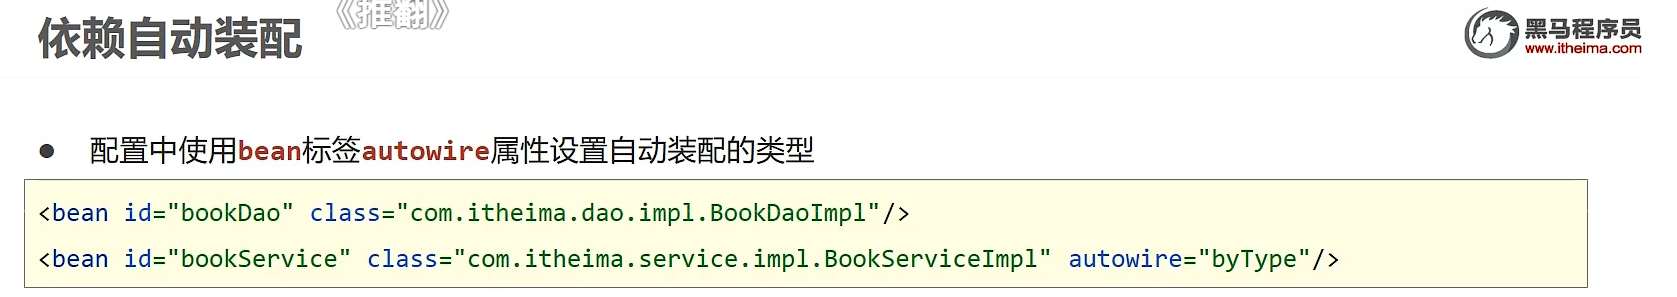 依赖自动装配
《推翻》
黑马程序员
www.itheima.com
● 配置中使用bean标签autowire属性设置自动装配的类型
<bean id="bookDao" class="com.itheima.dao.impl.BookDaoImpl"/>
<bean id="bookService" class="com.itheima.service.impl.BookServiceImpl" autowire="byType"/>